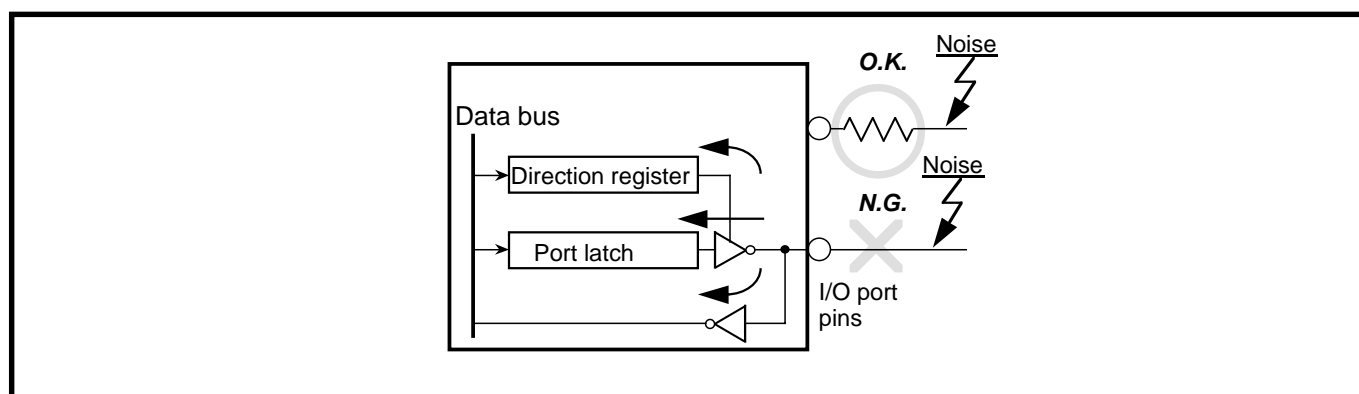 Noise
O.K.
Data bus
Noise
Direction register
N.G.
Port latch
I/O port
pins